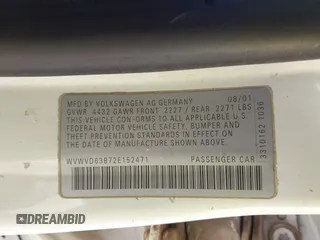 MFD BY VOLKSWAGEN AG GERMANY 08/01
GVWR 4432 GAWR FRONT 2227 / REAR 2271 LBS
THIS VEHICLE CONFORMS TO ALL APPLICABLE U.S.
FEDERAL MOTOR VEHICLE SAFETY, BUMPER AND
THEFT PREVENTION STANDARDS IN EFFECT ON THE
DATE OF MANUFACTURE SHOWN ABOVE
WVWVD63B72E152471 PASSENGER CAR
3310162 1036
DREAMBID